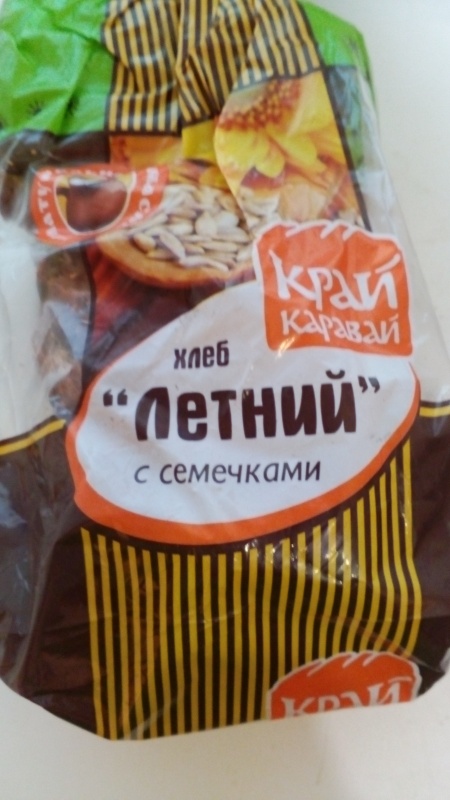 Край
Каравай
хлеб
“Летний”
с семечками
Край